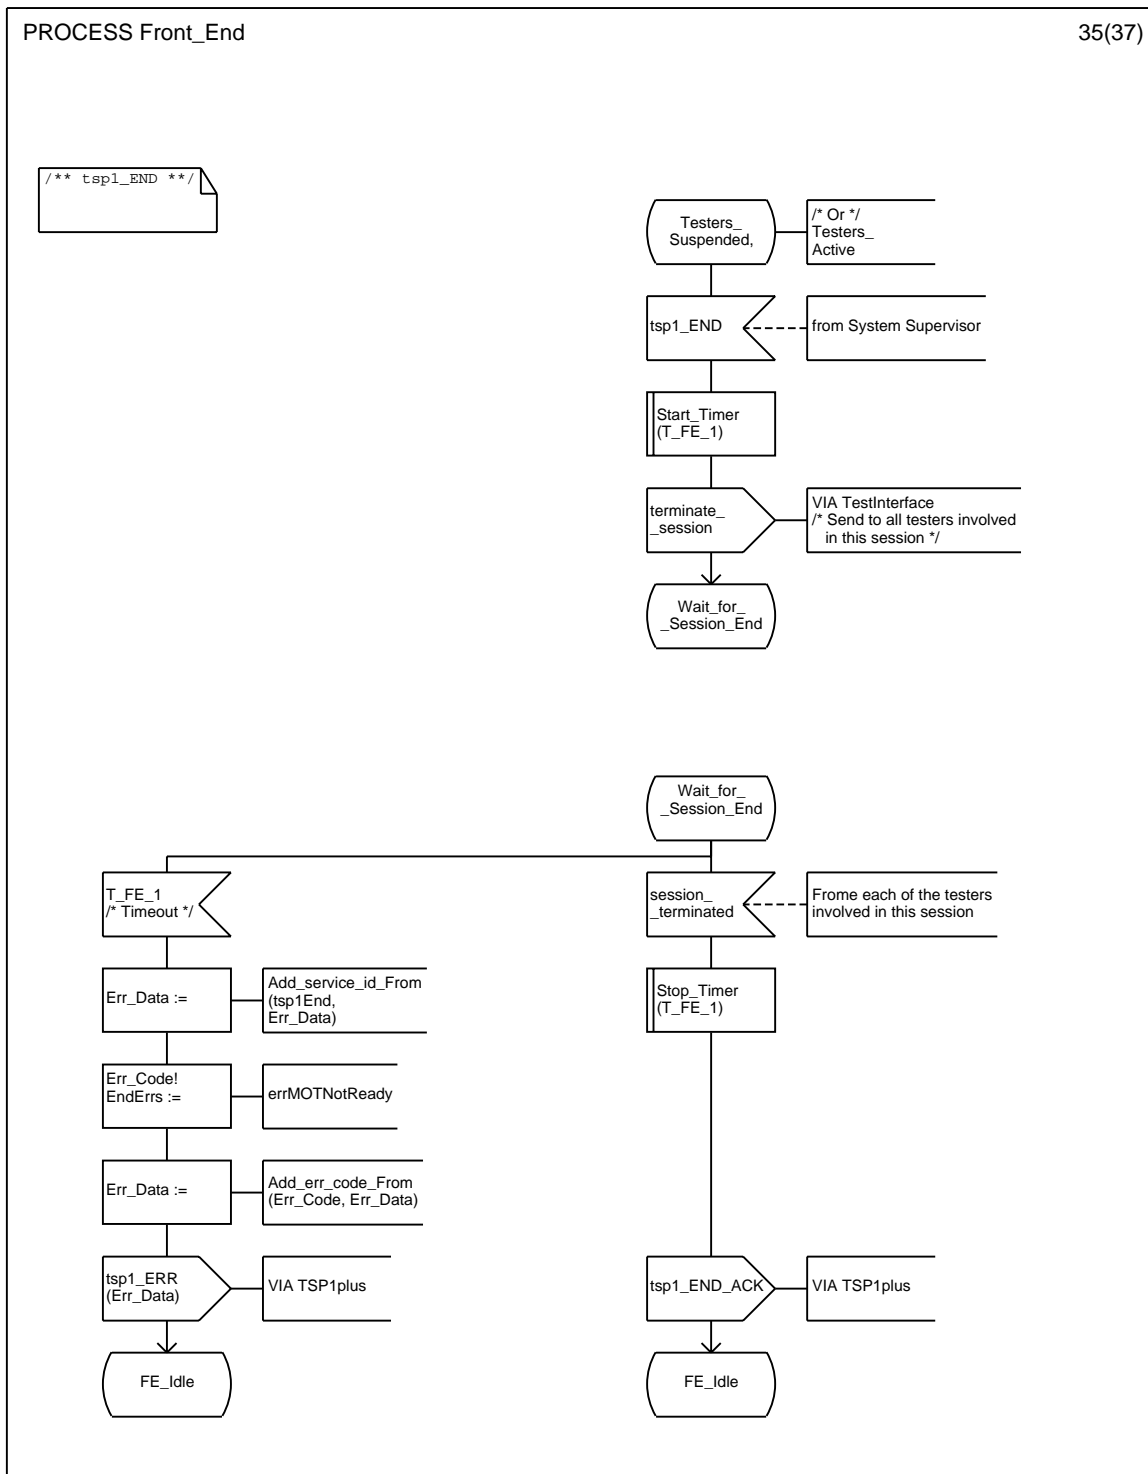 PROCESS Front_End
35(37)
/** tsp1_END **/
Testers_
Suspended,
/* Or */
Testers_
Active
tsp1_END
from System Supervisor
Start_Timer
(T_FE_1)
terminate_
_session
VIA TestInterface
/* Send to all testers involved
in this session */
Wait_for_
_Session_End
Wait_for_
_Session_End
T_FE_1
/* Timeout */
session_
_terminated
Frome each of the testers
involved in this session
Err_Data :=
Add_service_id_From
(tsp1End,
Err_Data)
Stop_Timer
(T_FE_1)
Err_Code!
EndErrs :=
errMOTNotReady
Err_Data :=
Add_err_code_From
(Err_Code, Err_Data)
tsp1_ERR
(Err_Data)
VIA TSP1plus
tsp1_END_ACK
VIA TSP1plus
FE_Idle
FE_Idle